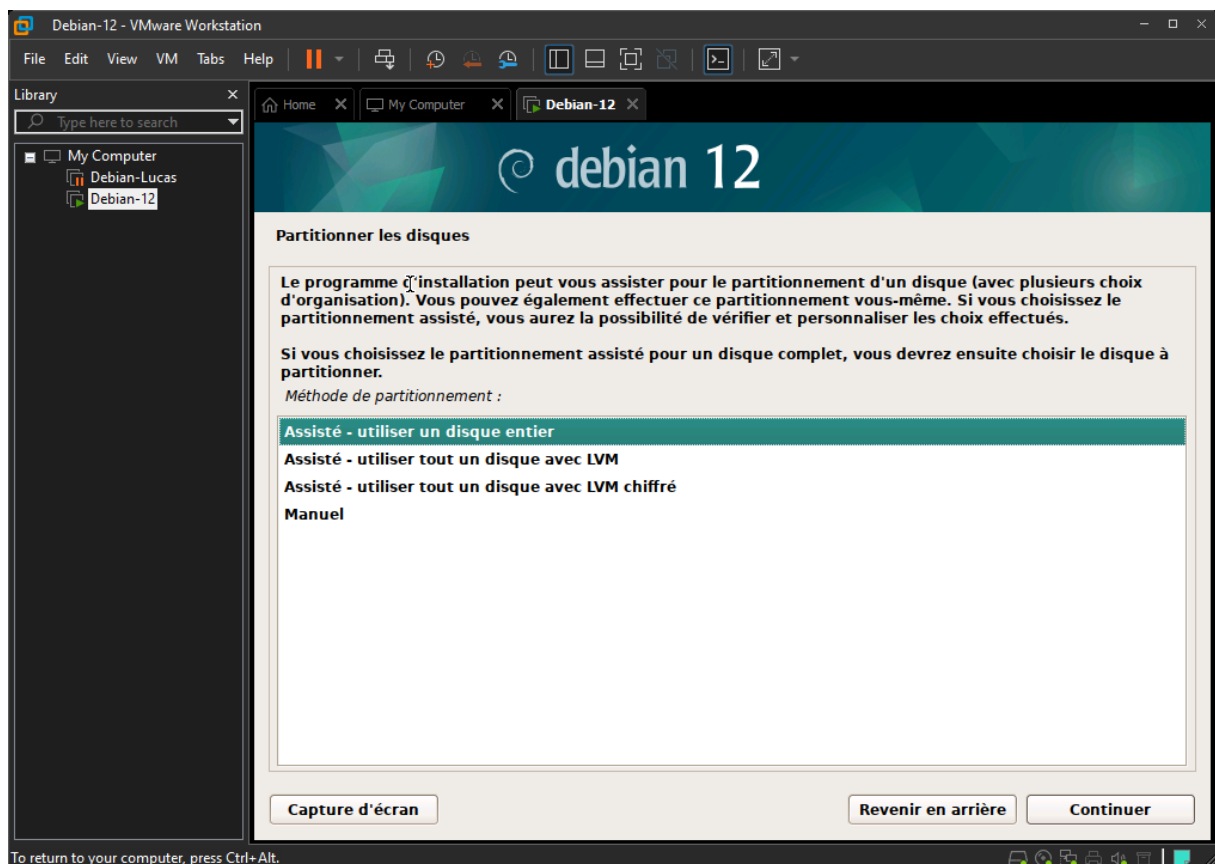 Debian-12 - VMware Workstation
File Edit View VM Tabs Help
Library
Home
My Computer
Debian-12
Type here to search
My Computer
Debian-Lucas
Debian-12
debian 12
Partitionner les disques
Le programme d'installation peut vous assister pour le partitionnement d'un disque (avec plusieurs choix
d'organisation). Vous pouvez également effectuer ce partitionnement vous-même. Si vous choisissez le
partitionnement assisté, vous aurez la possibilité de vérifier et personnaliser les choix effectués.
Si vous choisissez le partitionnement assisté pour un disque complet, vous devrez ensuite choisir le disque à
partitionner.
Méthode de partitionnement :
Assisté - utiliser un disque entier
Assisté - utiliser tout un disque avec LVM
Assisté - utiliser tout un disque avec LVM chiffré
Manuel
Capture d'écran
Revenir en arrière
Continuer
To return to your computer, press Ctrl+Alt.